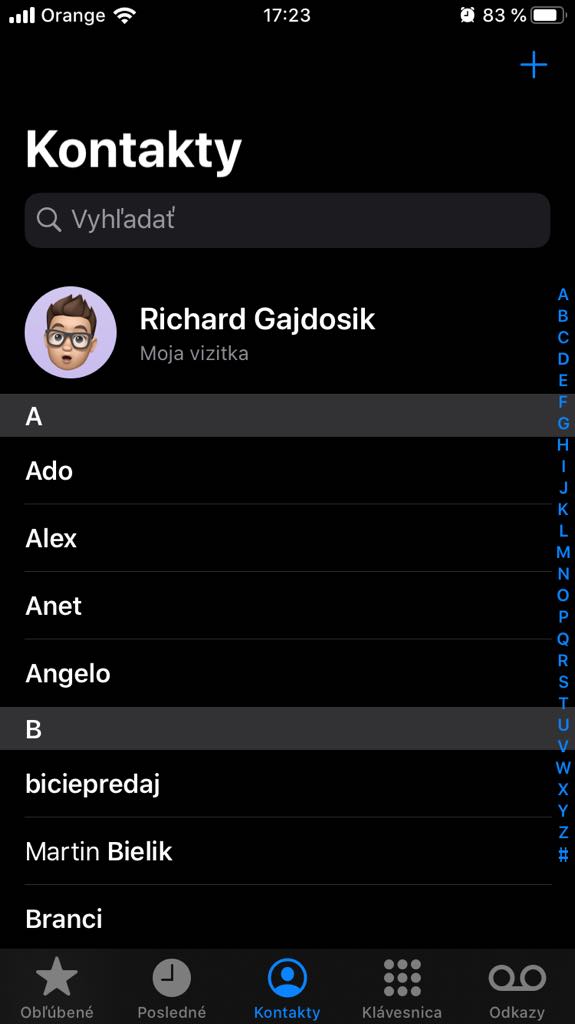 Orange 17:23 83 %
Kontakty
Vyhľadať
Richard Gajdosik
Moja vizitka
A
Ado
Alex
Anet
Angelo
B
biciepredaj
Martin Bielik
Branci
A
B
C
D
E
F
G
H
I
J
K
L
M
N
O
P
Q
R
S
T
U
V
W
X
Y
Z
#
Obľúbené Posledné Kontakty Klávesnica Odkazy